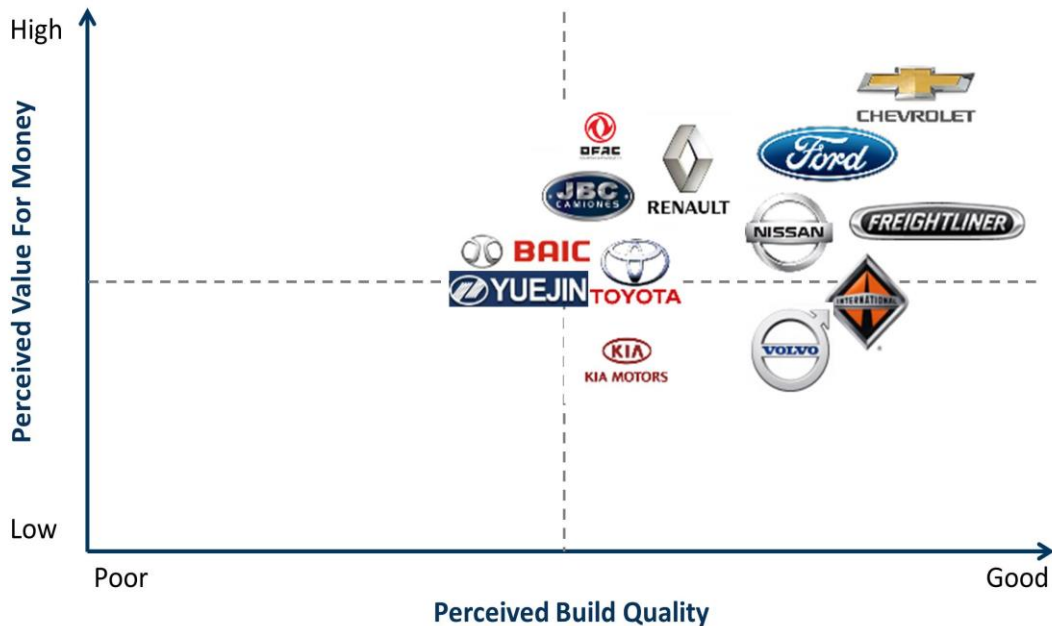 High
Perceived Value For Money
Low
CHEVROLET
DFAC
Ford
JBC
CAMIONES
RENAULT
NISSAN
FREIGHTLINER
BAIC
YUEJIN
TOYOTA
INTERNATIONAL
®
VOLVO
KIA
KIA MOTORS
Poor
Good
Perceived Build Quality